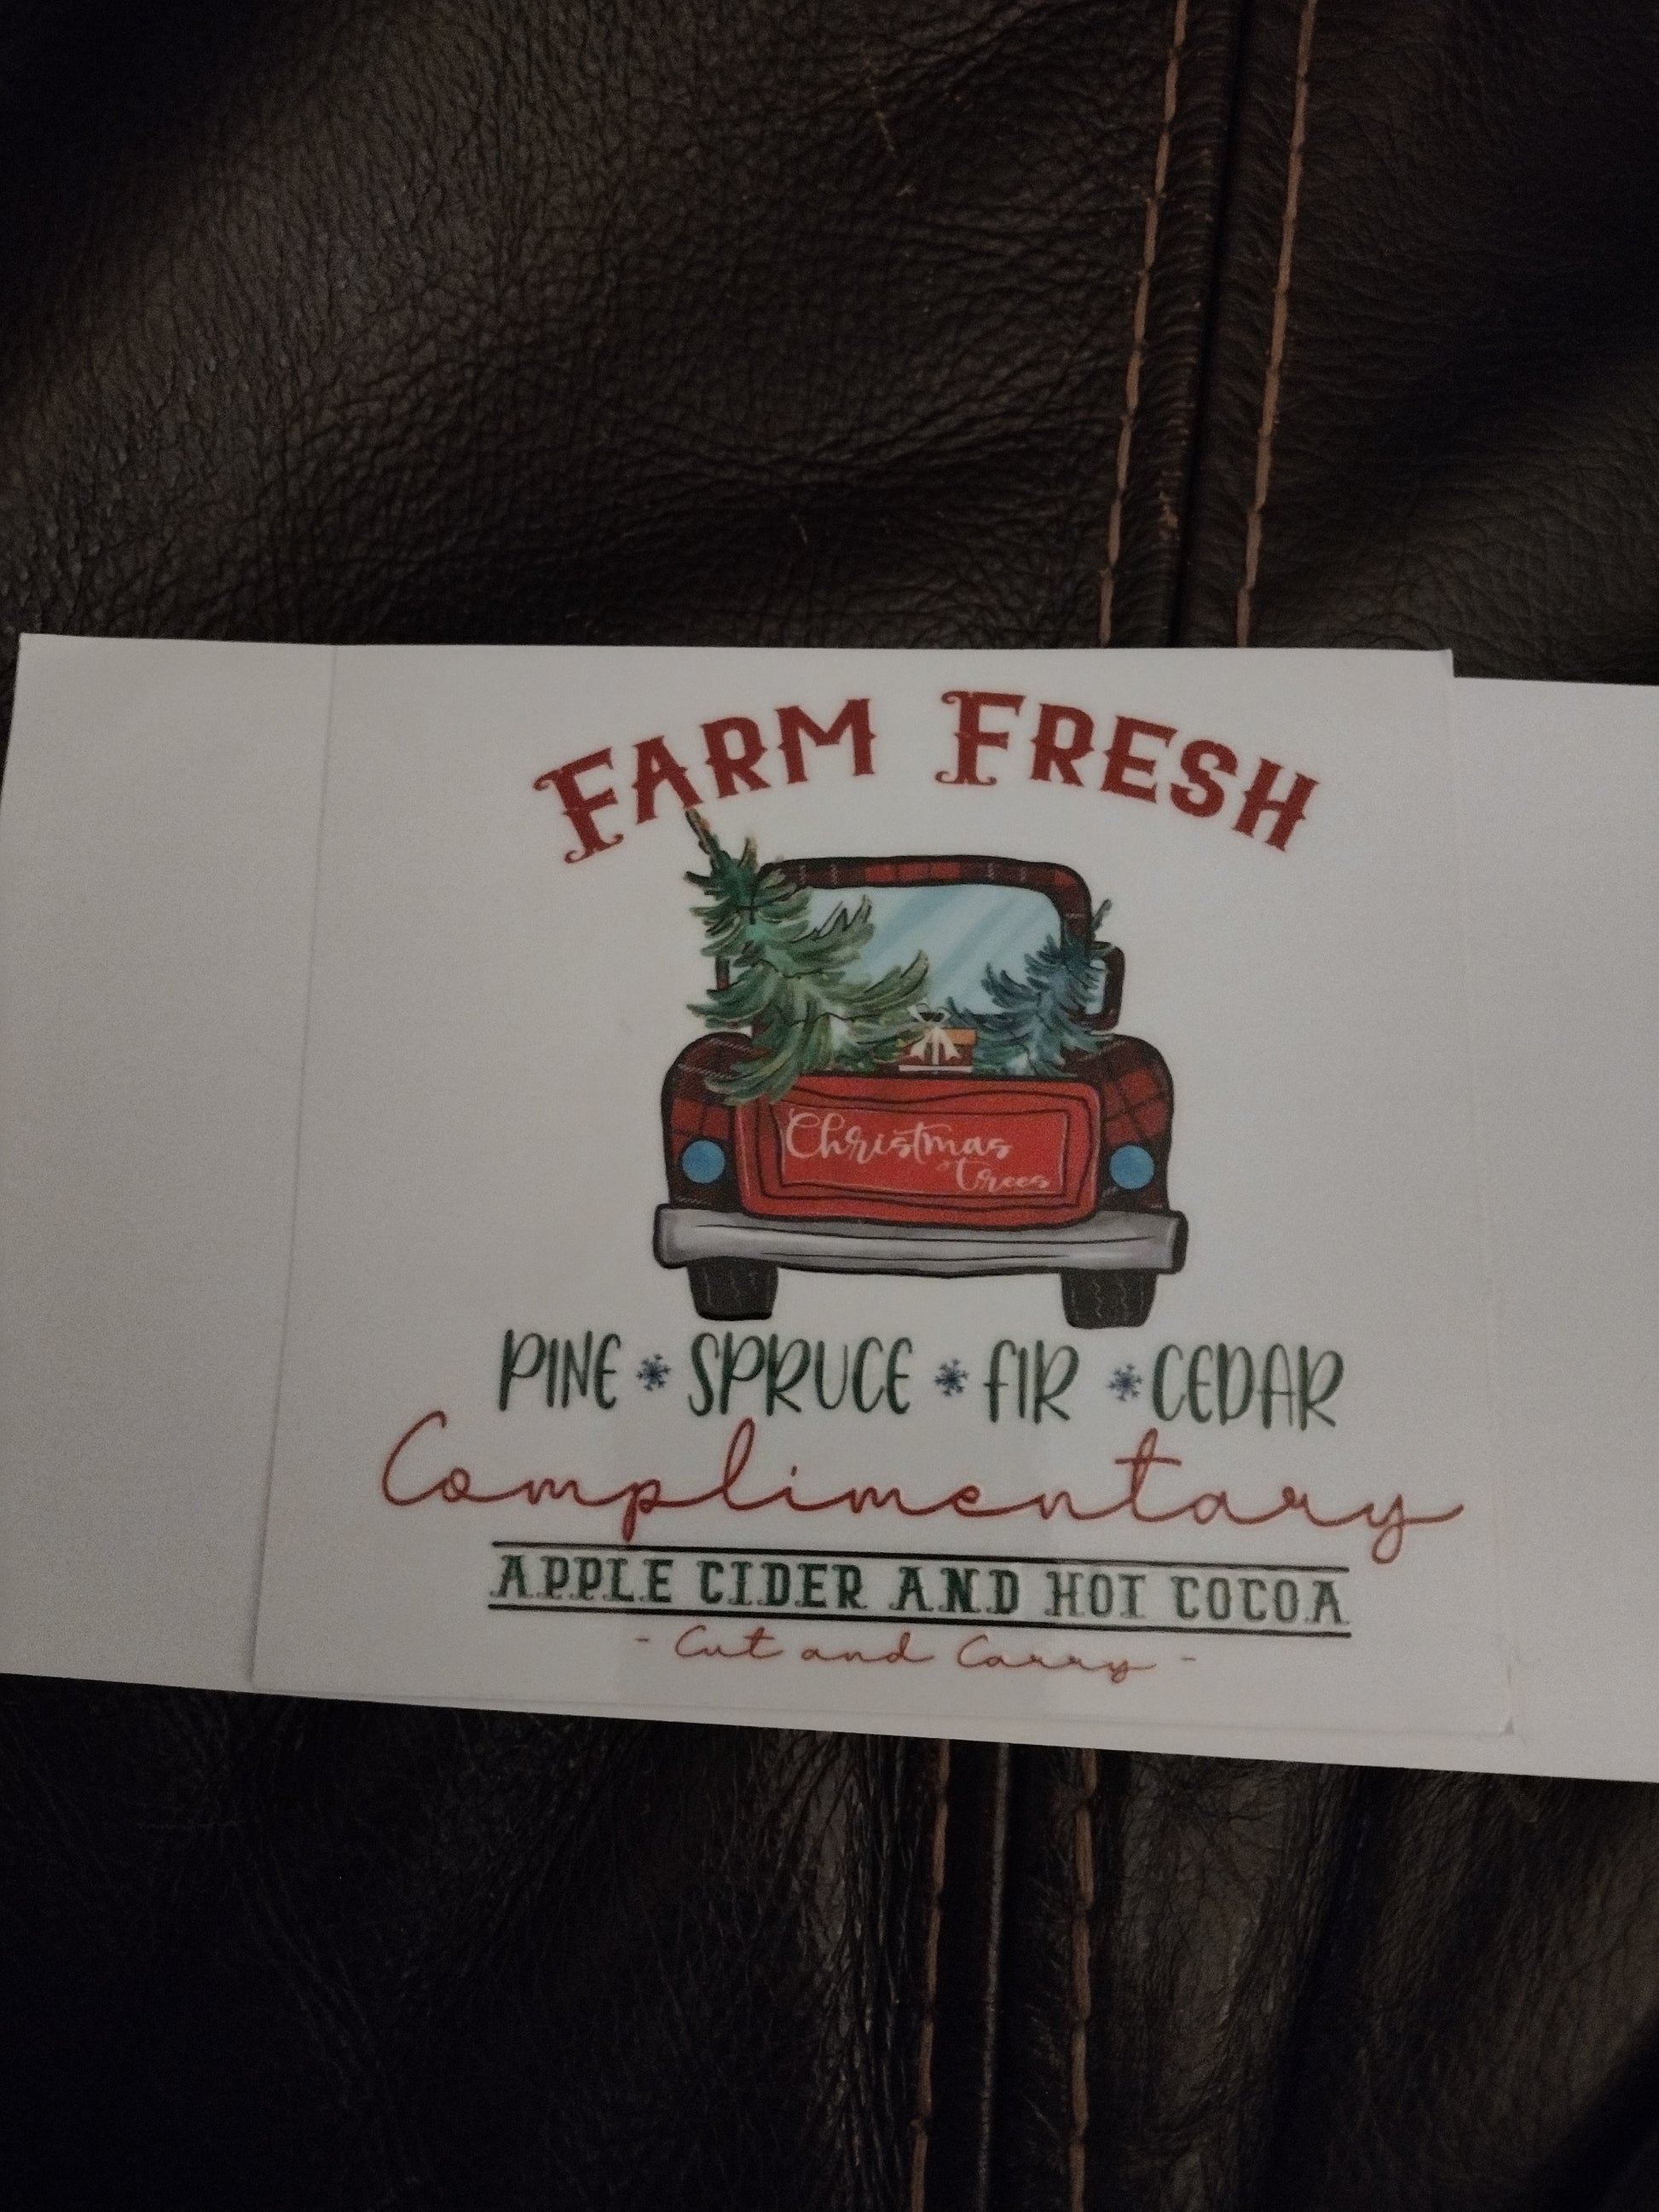 FARM FRESH
Christmas
trees
PINE * SPRUCE * FIR * CEDAR
Complimentary
APPLE CIDER AND HOT COCOA
- Cut and Carry -